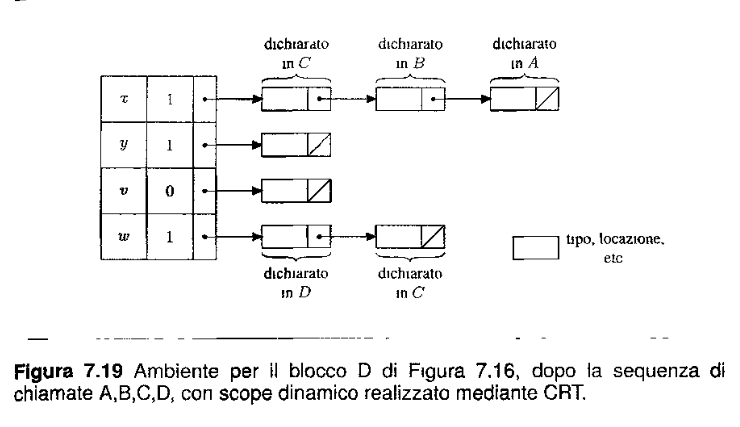 dichiarato dichiarato dichiarato
in C in B in A
x 1
y 1
v 0
w 1
tipo, locazione,
etc
dichiarato dichiarato
in D in C
Figura 7.19 Ambiente per il blocco D di Figura 7.16, dopo la sequenza di
chiamate A,B,C,D, con scope dinamico realizzato mediante CRT.